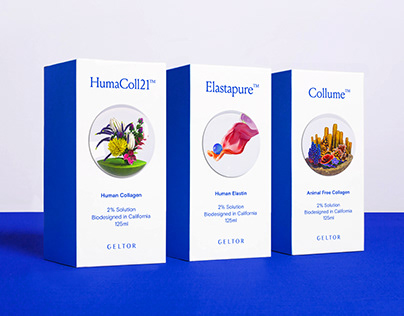 HumaColl21™
Human Collagen
2% Solution
Biodesigned in California
125ml
GELTOR
Elastapure™
Human Elastin
2% Solution
Biodesigned in California
125ml
GELTOR
Collume™
Animal Free Collagen
2% Solution
Biodesigned in California
125ml
GELTOR